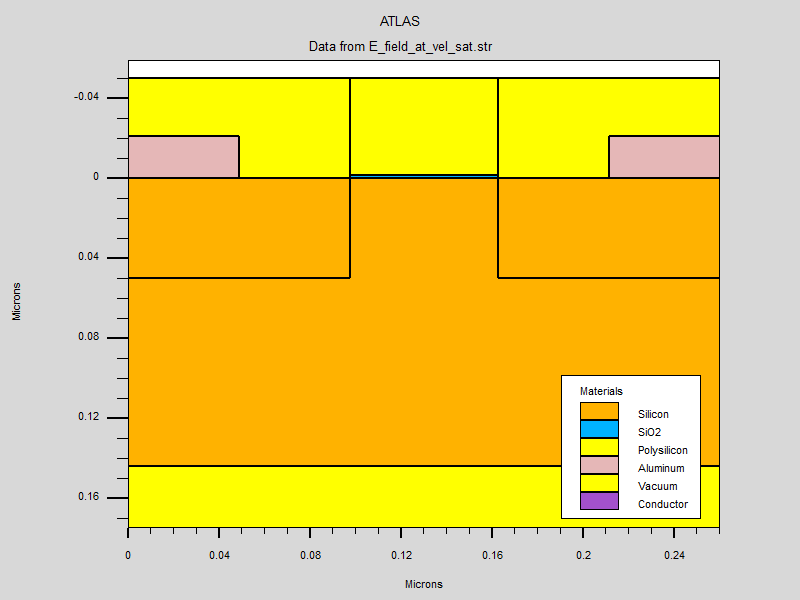 ATLAS
Data from E_field_at_vel_sat.str
-0.04
0
0.04
0.08
0.12
0.16
Microns
Materials
Silicon
SiO2
Polysilicon
Aluminum
Vacuum
Conductor
0 0.04 0.08 0.12 0.16 0.2 0.24
Microns